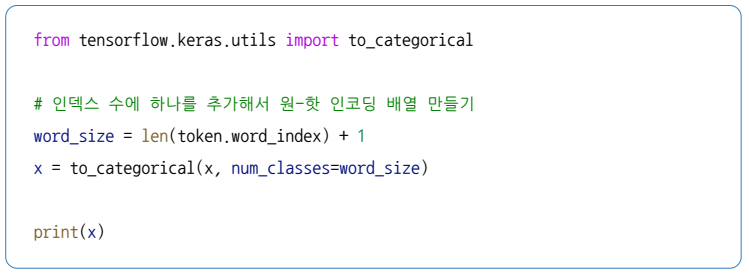 from tensorflow.keras.utils import to_categorical
# 인덱스 수에 하나를 추가해서 원-핫 인코딩 배열 만들기
word_size = len(token.word_index) + 1
x = to_categorical(x, num_classes=word_size)
print(x)